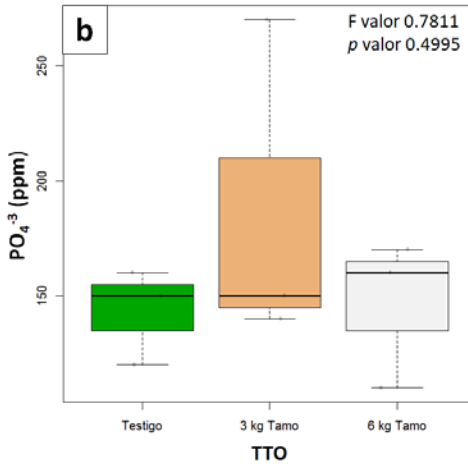 b
F valor 0.7811
p valor 0.4995
PO₄⁻³ (ppm)
250
200
150
Testigo
3 kg Tamo
6 kg Tamo
TTO